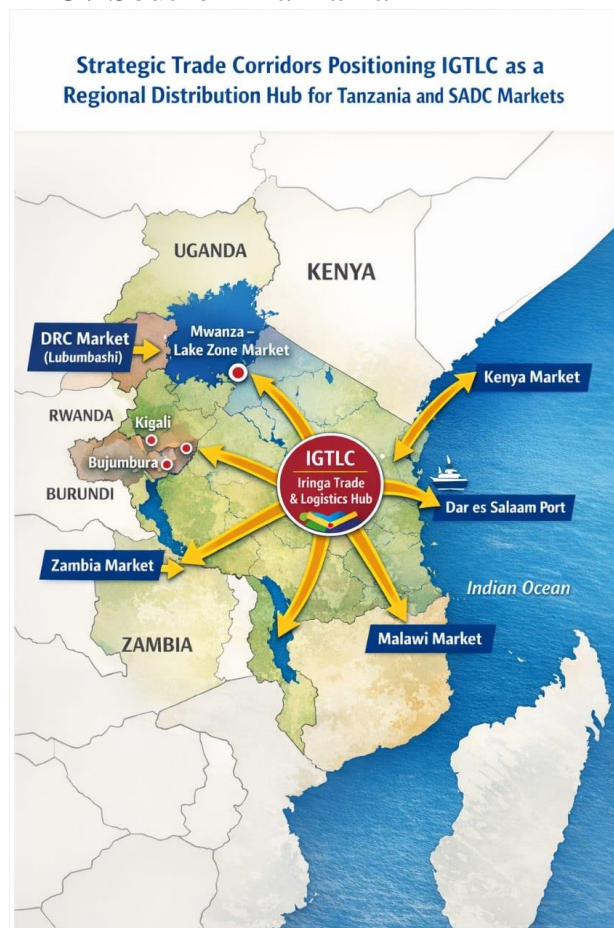 Strategic Trade Corridors Positioning IGTLC as a
Regional Distribution Hub for Tanzania and SADC Markets
UGANDA
KENYA
DRC Market
(Lubumbashi)
Mwanza –
Lake Zone Market
Kenya Market
RWANDA
Kigali
Bujumbura
BURUNDI
IGTLC
Iringa Trade
& Logistics Hub
Dar es Salaam Port
Zambia Market
Indian Ocean
ZAMBIA
Malawi Market